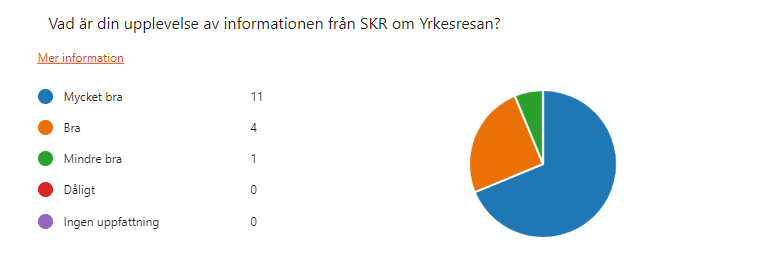 Vad är din upplevelse av informationen från SKR om Yrkesresan?
Mer information
Mycket bra 11
Bra 4
Mindre bra 1
Dåligt 0
Ingen uppfattning 0